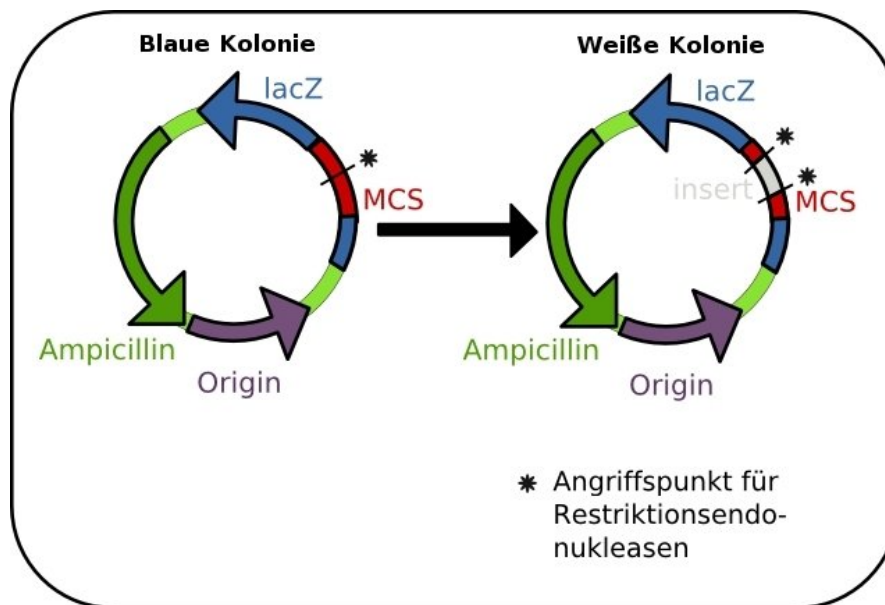 Blaue Kolonie
lacZ
MCS
Ampicillin
Origin
Weiße Kolonie
lacZ
insert
MCS
Ampicillin
Origin
Angriffspunkt für
Restriktionsendo-
nukleasen